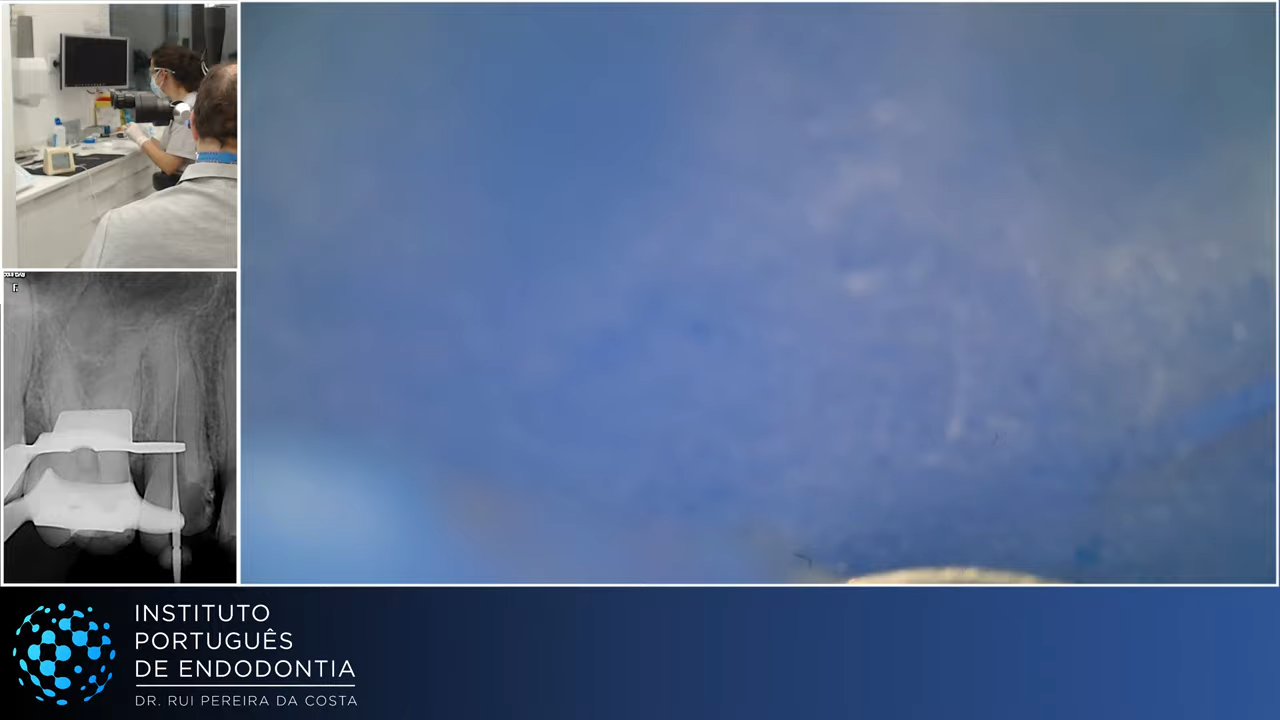 INSTITUTO
PORTUGUÊS
DE ENDODONTIA
DR. RUI PEREIRA DA COSTA